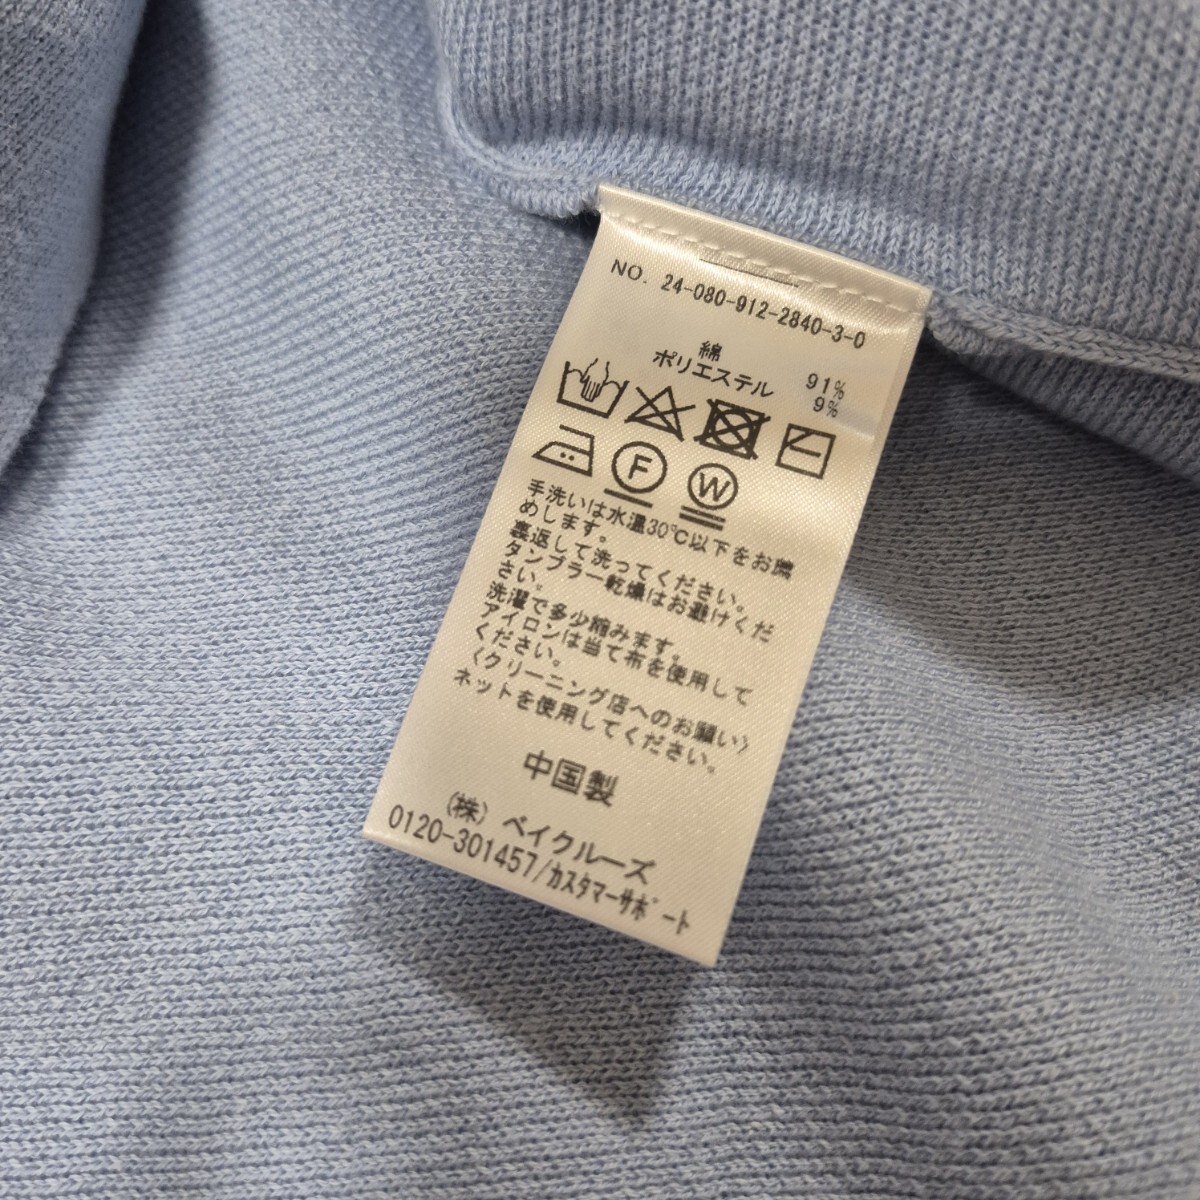 NO. 24-080-912-2840-3-0
綿 91%
ポリエステル 9%
F W
手洗いは水温30℃以下をお薦
めします。
裏返して洗ってください。
タンブラー乾燥はお避けくだ
さい。
洗濯で多少縮みます。
アイロンは当て布を使用して
ください。
〈クリーニング店へのお願い〉
ネットを使用してください。
中国製
(株) ベイクルーズ
0120-301457/カスタマーサポート